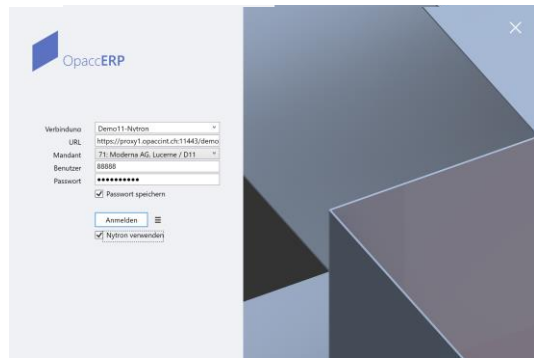 OpaccERP
Verbindung Demo11-Nytron
URL https://proxy1.opaccint.ch:11443/demo
Mandant 71: Moderna AG, Lucerne / D11
Benutzer 88888
Passwort ••••••••••
Passwort speichern
Anmelden
Nytron verwenden